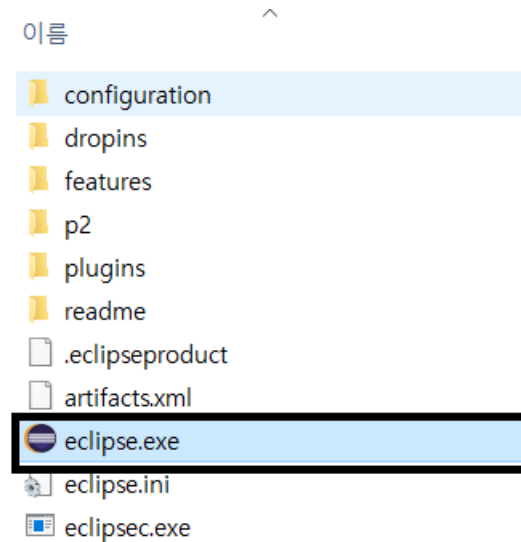 이름
configuration
dropins
features
p2
plugins
readme
.eclipseproduct
artifacts.xml
eclipse.exe
eclipse.ini
eclipsec.exe